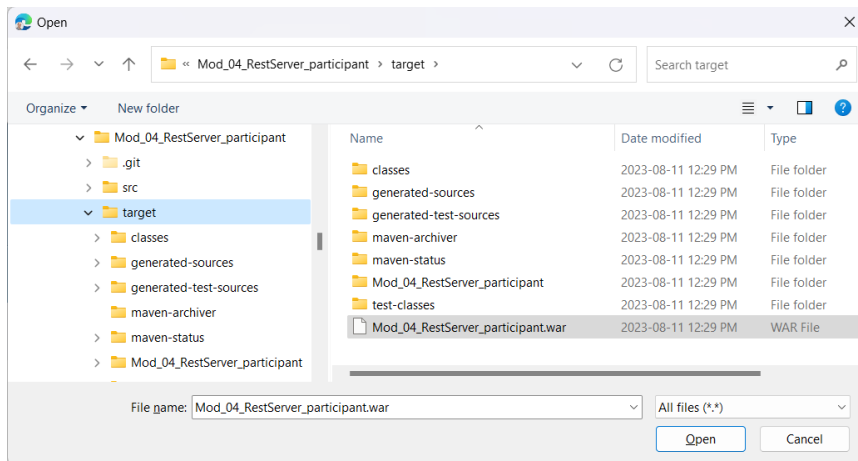 Open
« Mod_04_RestServer_participant > target >
Search target
Organize
New folder
Mod_04_RestServer_participant
.git
src
target
classes
generated-sources
generated-test-sources
maven-archiver
maven-status
Mod_04_RestServer_participant
Name Date modified Type
classes 2023-08-11 12:29 PM File folder
generated-sources 2023-08-11 12:29 PM File folder
generated-test-sources 2023-08-11 12:29 PM File folder
maven-archiver 2023-08-11 12:29 PM File folder
maven-status 2023-08-11 12:29 PM File folder
Mod_04_RestServer_participant 2023-08-11 12:29 PM File folder
test-classes 2023-08-11 12:29 PM File folder
Mod_04_RestServer_participant.war 2023-08-11 12:29 PM WAR File
File name: Mod_04_RestServer_participant.war
All files (*.*)
Open
Cancel